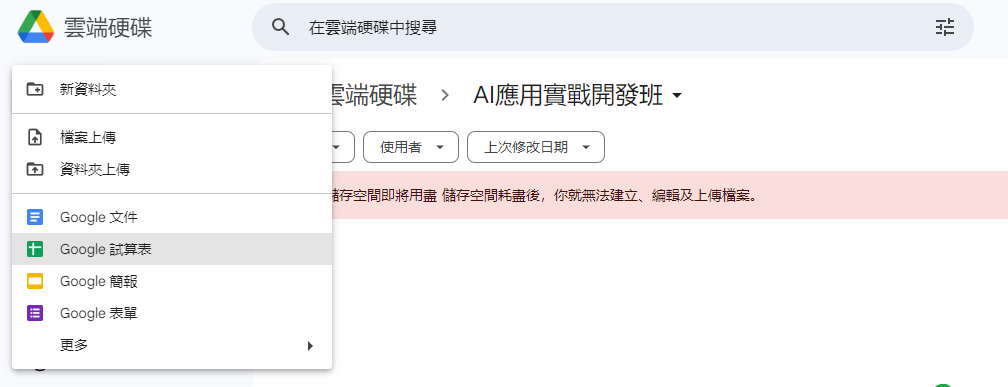 雲端硬碟
在雲端硬碟中搜尋
新資料夾
檔案上傳
資料夾上傳
Google 文件
Google 試算表
Google 簡報
Google 表單
更多
雲端硬碟 > AI應用實戰開發班
使用者
上次修改日期
儲存空間即將用盡 儲存空間耗盡後，你就無法建立、編輯及上傳檔案。